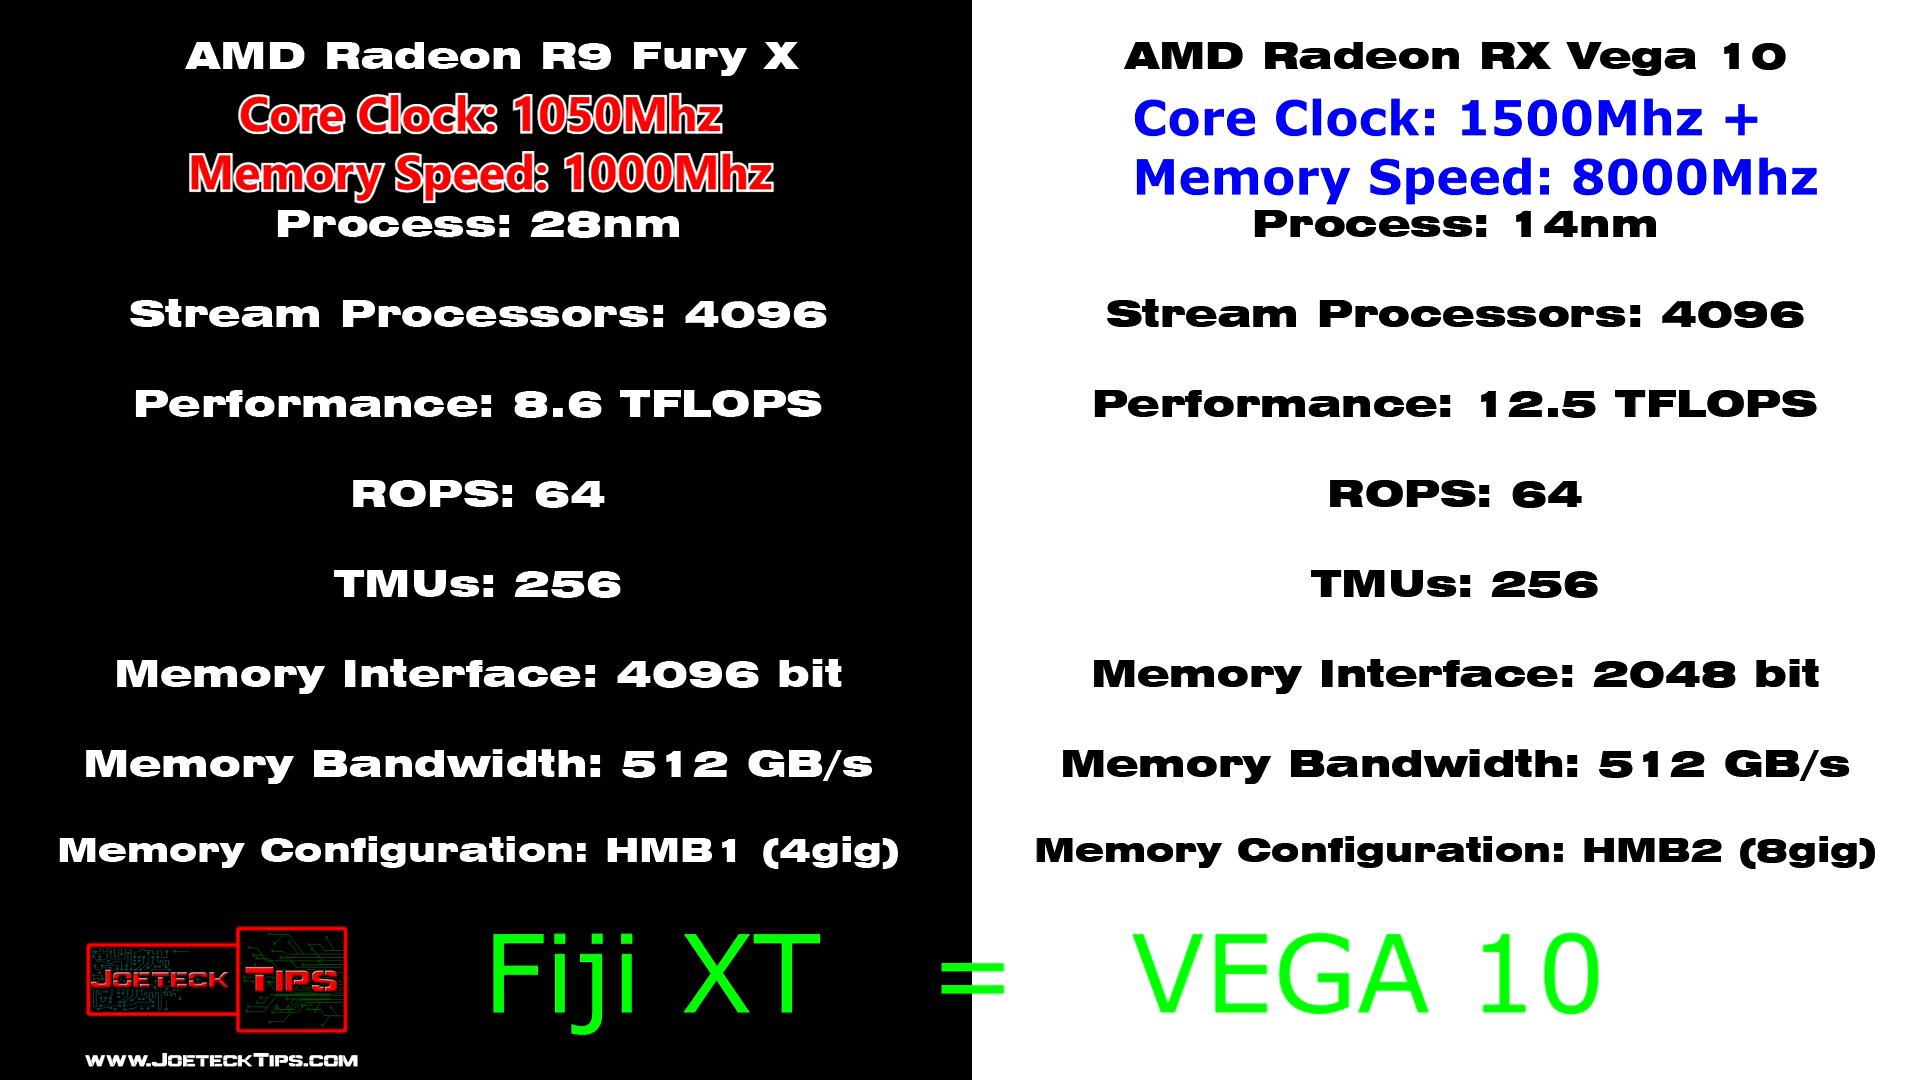 AMD Radeon R9 Fury X
Core Clock: 1050Mhz
Memory Speed: 1000Mhz
Process: 28nm
Stream Processors: 4096
Performance: 8.6 TFLOPS
ROPS: 64
TMUs: 256
Memory Interface: 4096 bit
Memory Bandwidth: 512 GB/s
Memory Configuration: HMB1 (4gig)
AMD Radeon RX Vega 10
Core Clock: 1500Mhz +
Memory Speed: 8000Mhz
Process: 14nm
Stream Processors: 4096
Performance: 12.5 TFLOPS
ROPS: 64
TMUs: 256
Memory Interface: 2048 bit
Memory Bandwidth: 512 GB/s
Memory Configuration: HMB2 (8gig)
Fiji XT = VEGA 10
JOETECK TIPS
WWW.JOETECKTIPS.COM